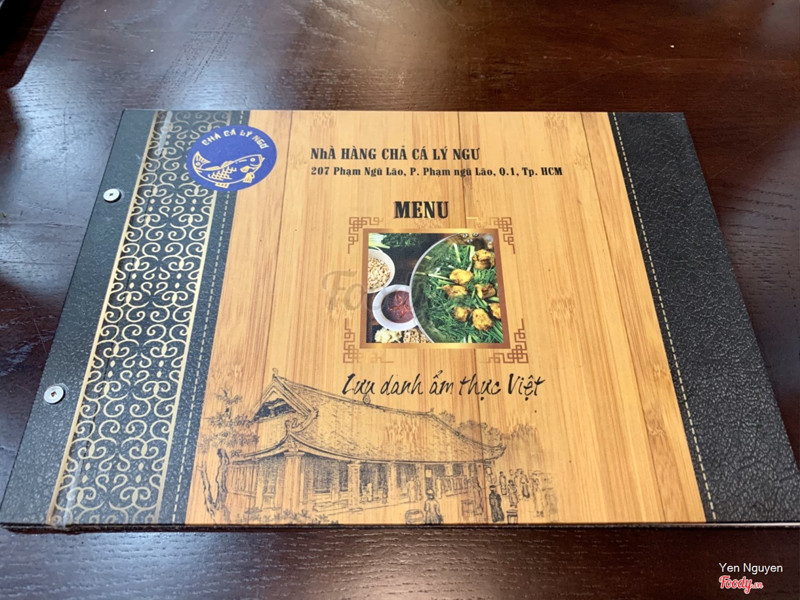 CHẢ CÁ LÝ NGƯ
NHÀ HÀNG CHẢ CÁ LÝ NGƯ
207 Phạm Ngũ Lão, P. Phạm ngũ Lão, Q.1, Tp. HCM
MENU
Lưu danh ẩm thực Việt
Yen Nguyen
Foody.vn